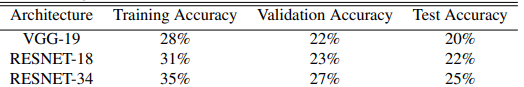 Architecture Training Accuracy Validation Accuracy Test Accuracy
VGG-19 28% 22% 20%
RESNET-18 31% 23% 22%
RESNET-34 35% 27% 25%